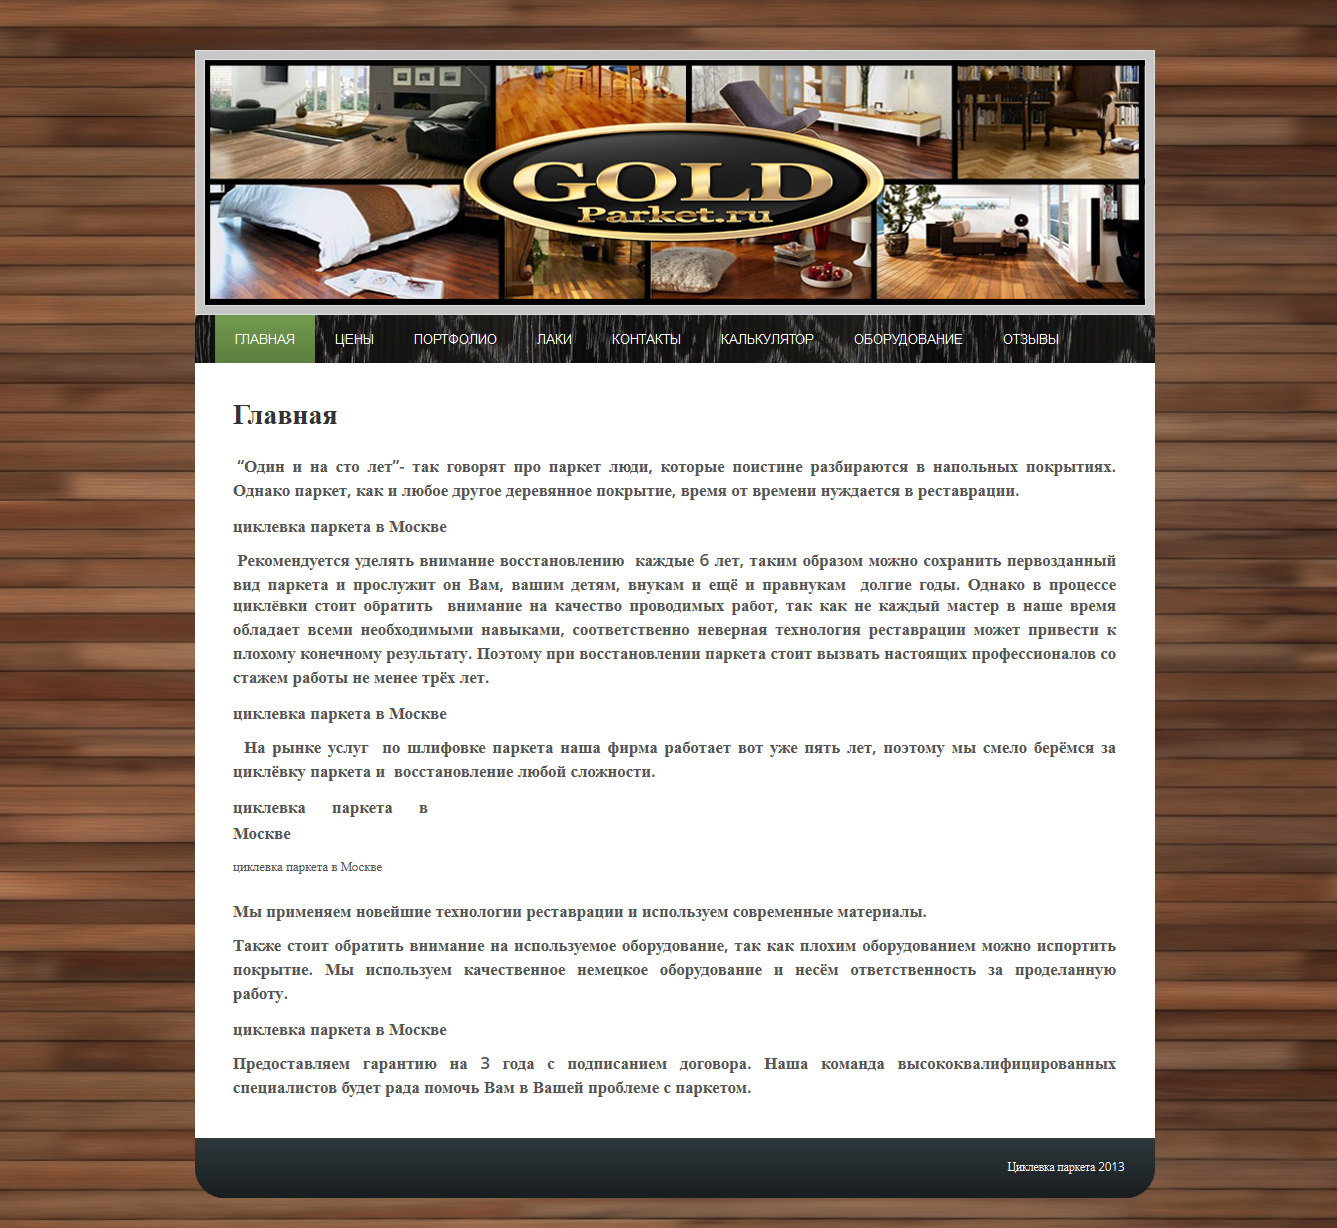 GOLD
Parket.ru
ГЛАВНАЯ ЦЕНЫ ПОРТФОЛИО ЛАКИ КОНТАКТЫ КАЛЬКУЛЯТОР ОБОРУДОВАНИЕ ОТЗЫВЫ
Главная
“Один и на сто лет”- так говорят про паркет люди, которые поистине разбираются в напольных покрытиях.
Однако паркет, как и любое другое деревянное покрытие, время от времени нуждается в реставрации.
циклевка паркета в Москве
Рекомендуется уделять внимание восстановлению каждые 6 лет, таким образом можно сохранить первозданный
вид паркета и прослужит он Вам, вашим детям, внукам и ещё и правнукам долгие годы. Однако в процессе
циклёвки стоит обратить внимание на качество проводимых работ, так как не каждый мастер в наше время
обладает всеми необходимыми навыками, соответственно неверная технология реставрации может привести к
плохому конечному результату. Поэтому при восстановлении паркета стоит вызвать настоящих профессионалов со
стажем работы не менее трёх лет.
циклевка паркета в Москве
На рынке услуг по шлифовке паркета наша фирма работает вот уже пять лет, поэтому мы смело берёмся за
циклёвку паркета и восстановление любой сложности.
циклевка паркета в
Москве
циклевка паркета в Москве
Мы применяем новейшие технологии реставрации и используем современные материалы.
Также стоит обратить внимание на используемое оборудование, так как плохим оборудованием можно испортить
покрытие. Мы используем качественное немецкое оборудование и несём ответственность за проделанную
работу.
циклевка паркета в Москве
Предоставляем гарантию на 3 года с подписанием договора. Наша команда высококвалифицированных
специалистов будет рада помочь Вам в Вашей проблеме с паркетом.
Циклевка паркета 2013